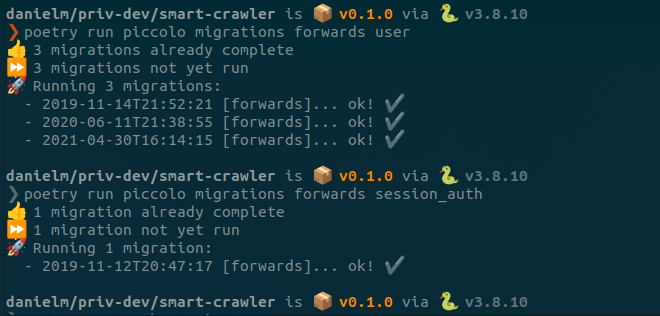 danielm/priv-dev/smart-crawler is 📦 v0.1.0 via 🐍 v3.8.10
❯poetry run piccolo migrations forwards user
👍 3 migrations already complete
⏩ 3 migrations not yet run
🚀 Running 3 migrations:
- 2019-11-14T21:52:21 [forwards]... ok! ✔️
- 2020-06-11T21:38:55 [forwards]... ok! ✔️
- 2021-04-30T16:14:15 [forwards]... ok! ✔️
danielm/priv-dev/smart-crawler is 📦 v0.1.0 via 🐍 v3.8.10
❯poetry run piccolo migrations forwards session_auth
👍 1 migration already complete
⏩ 1 migration not yet run
🚀 Running 1 migration:
- 2019-11-12T20:47:17 [forwards]... ok! ✔️
danielm/priv-dev/smart-crawler is 📦 v0.1.0 via 🐍 v3.8.10